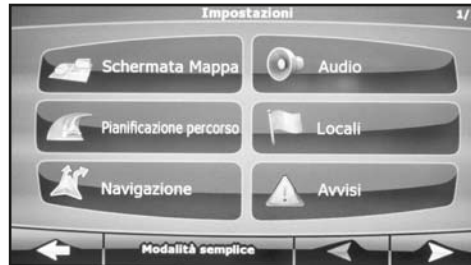 Impostazioni 1/
Schermata Mappa
Audio
Pianificazione percorso
Locali
Navigazione
Avvisi
Modalità semplice